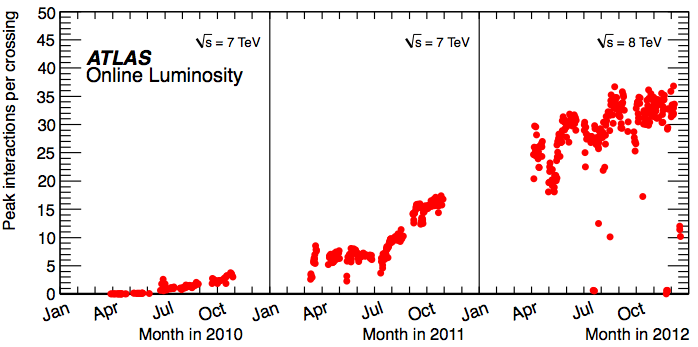 50
45
40
35
30
25
20
15
10
5
0
Peak interactions per crossing
ATLAS
Online Luminosity
√s = 7 TeV
√s = 7 TeV
√s = 8 TeV
Jan Apr Jul Oct Jan Apr Jul Oct Jan Apr Jul Oct
Month in 2010 Month in 2011 Month in 2012